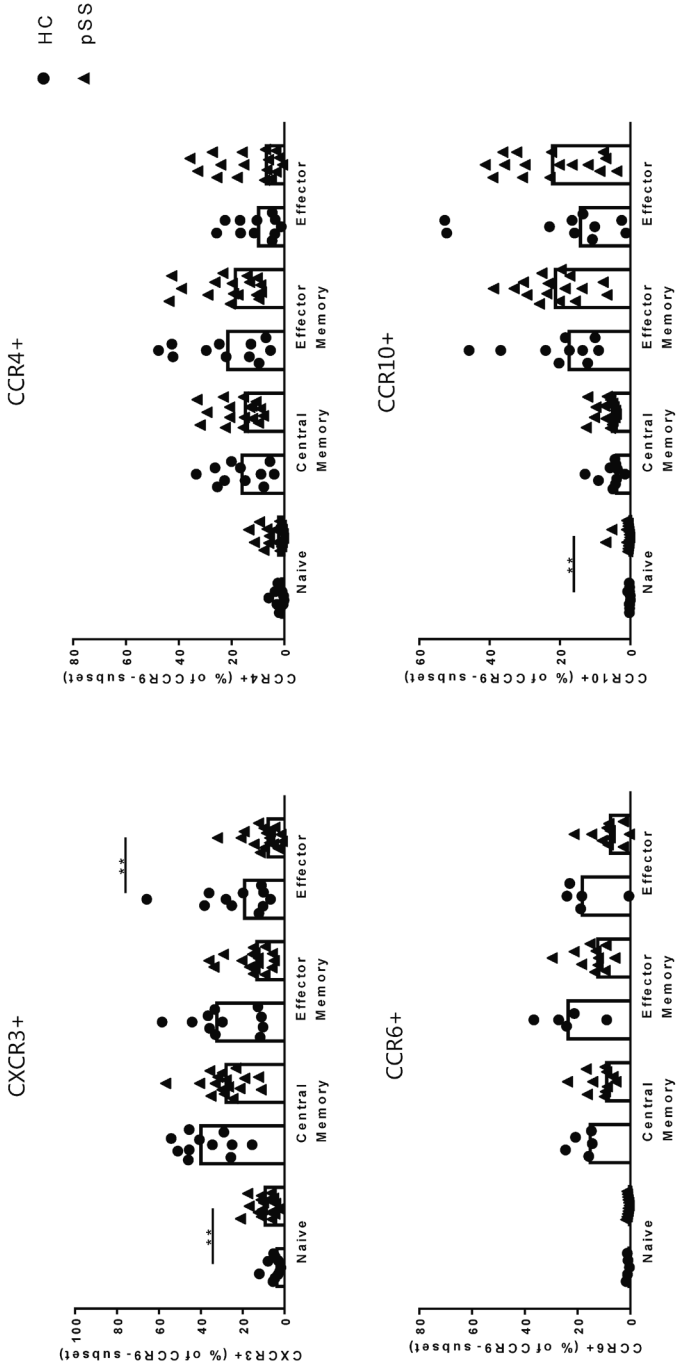 CXCR3+
CXCR3+ (% of CCR9- subset)
100
80
60
40
20
0
**
**
Naive
Central Memory
Effector Memory
Effector
CCR4+
CCR4+ (% of CCR9- subset)
80
60
40
20
0
Naive
Central Memory
Effector Memory
Effector
HC
pSS
CCR6+
CCR6+ (% of CCR9- subset)
80
60
40
20
0
Naive
Central Memory
Effector Memory
Effector
CCR10+
CCR10+ (% of CCR9- subset)
60
40
20
0
**
Naive
Central Memory
Effector Memory
Effector